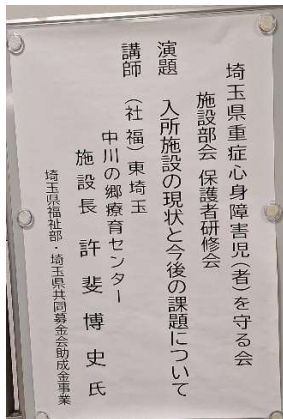 埼玉県重症心身障害児(者)を守る会
施設部会 保護者研修会
演題 入所施設の現状と今後の課題について
講師 (社福)東埼玉
中川の郷療育センター
施設長 許斐博史氏
埼玉県福祉部・埼玉県共同募金会助成金事業